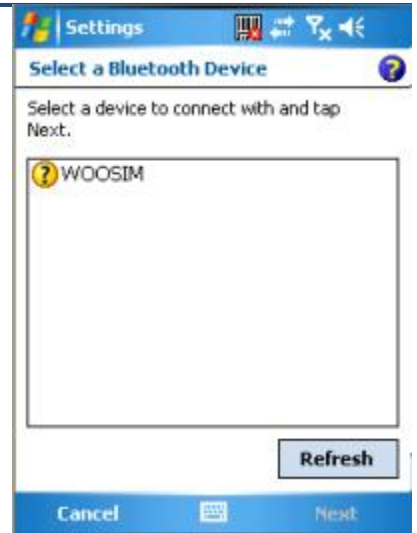 Settings
Select a Bluetooth Device
?
Select a device to connect with and tap
Next.
? WOOSIM
Refresh
Cancel
Next